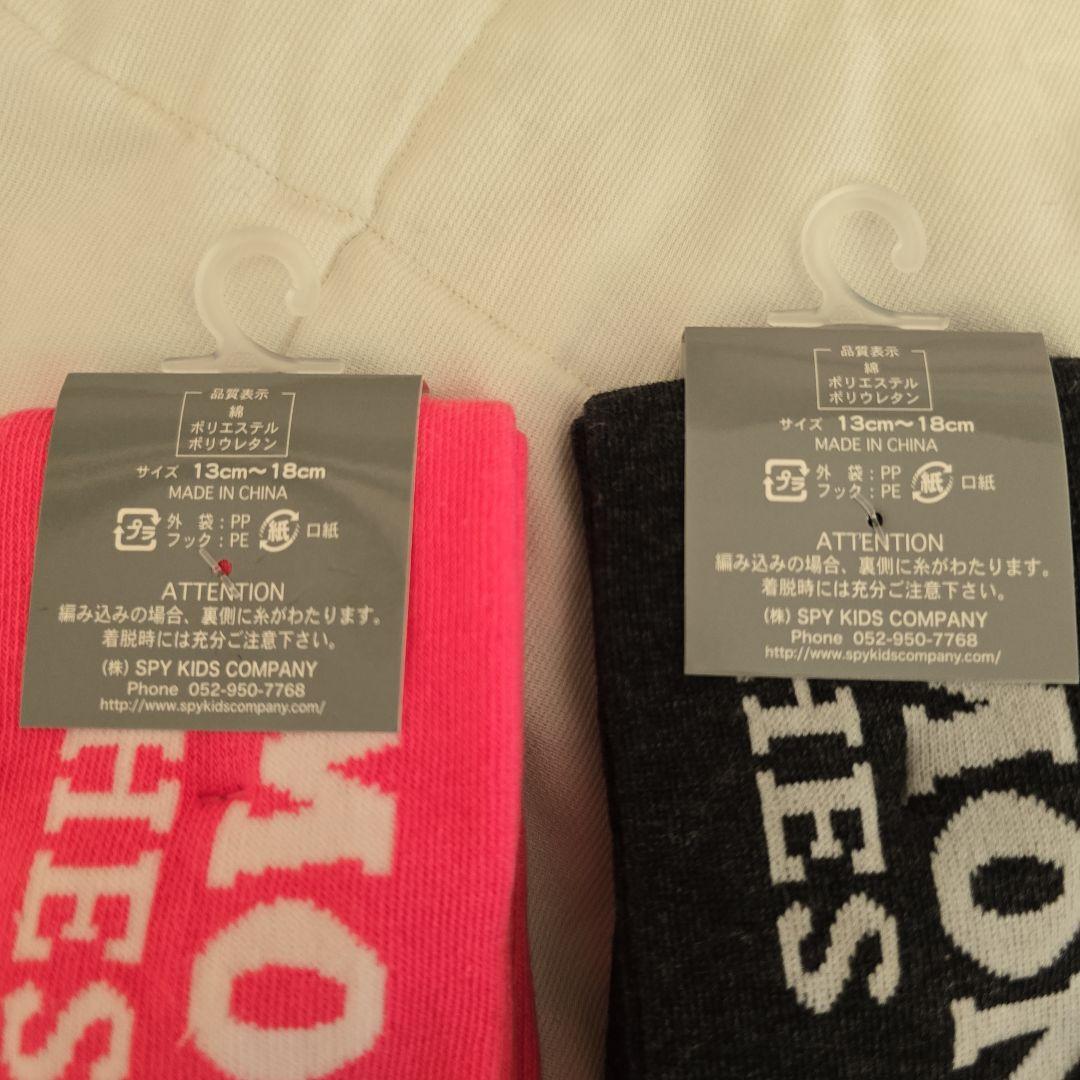 品質表示
綿
ポリエステル
ポリウレタン
サイズ 13cm〜18cm
MADE IN CHINA
プラ 外 袋:PP 紙 口紙
フック:PE
ATTENTION
編み込みの場合、裏側に糸がわたります。
着脱時には充分ご注意下さい。
(株) SPY KIDS COMPANY
Phone 052-950-7768
http://www.spykidscompany.com/
HES
MO
品質表示
綿
ポリエステル
ポリウレタン
サイズ 13cm〜18cm
MADE IN CHINA
プラ 外 袋:PP 紙 口紙
フック:PE
ATTENTION
編み込みの場合、裏側に糸がわたります。
着脱時には充分ご注意下さい。
(株) SPY KIDS COMPANY
Phone 052-950-7768
http://www.spykidscompany.com/
HES
MON